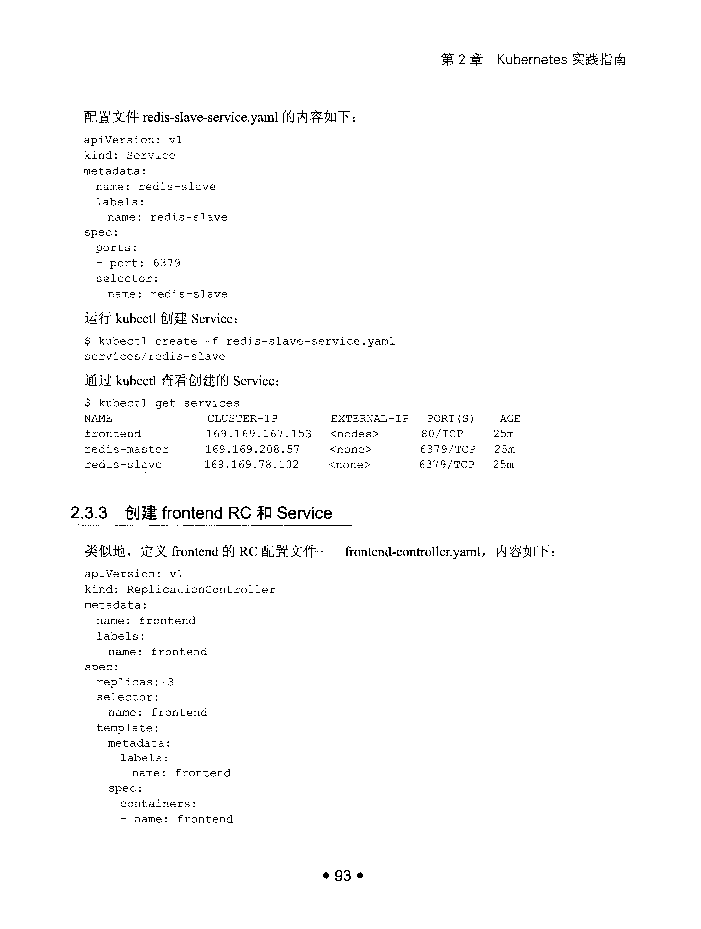 第 2 章 Kubernetes 实践指南
配置文件 redis-slave-service.yaml 的内容如下：
apiVersion: v1
kind: Service
metadata:
  name: redis-slave
  labels:
    name: redis-slave
spec:
  ports:
  - port: 6379
  selector:
    name: redis-slave
运行 kubectl 创建 Service：
$ kubectl create -f redis-slave-service.yaml
services/redis-slave
通过 kubectl 查看创建的 Service：
$ kubectl get services
NAME CLUSTER-IP EXTERNAL-IP PORT(S) AGE
frontend 169.169.167.153 <nodes> 80/TCP 25m
redis-master 169.169.208.57 <none> 6379/TCP 25m
redis-slave 169.169.78.102 <none> 6379/TCP 25m
2.3.3 创建 frontend RC 和 Service
类似地，定义 frontend 的 RC 配置文件—— frontend-controller.yaml，内容如下：
apiVersion: v1
kind: ReplicationController
metadata:
  name: frontend
  labels:
    name: frontend
spec:
  replicas: 3
  selector:
    name: frontend
  template:
    metadata:
      labels:
        name: frontend
    spec:
      containers:
      - name: frontend
• 93 •